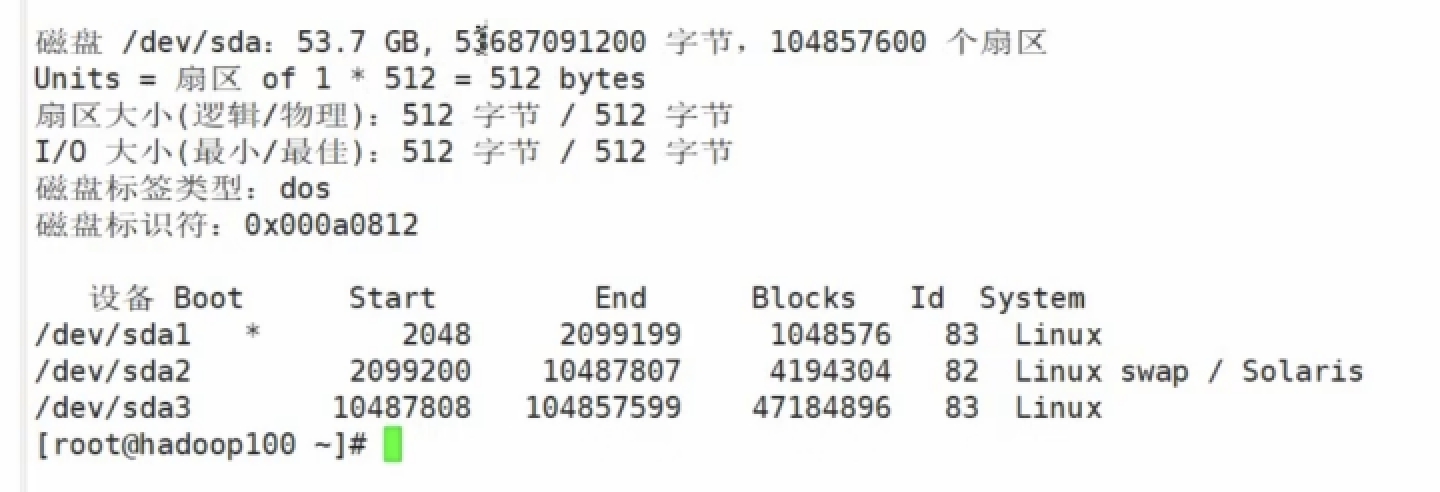 磁盘 /dev/sda：53.7 GB, 53687091200 字节，104857600 个扇区
Units = 扇区 of 1 * 512 = 512 bytes
扇区大小(逻辑/物理)：512 字节 / 512 字节
I/O 大小(最小/最佳)：512 字节 / 512 字节
磁盘标签类型：dos
磁盘标识符：0x000a0812
设备 Boot      Start         End      Blocks   Id  System
/dev/sda1   *        2048     2099199     1048576   83  Linux
/dev/sda2         2099200    10487807     4194304   82  Linux swap / Solaris
/dev/sda3        10487808   104857599    47184896   83  Linux
[root@hadoop100 ~]#